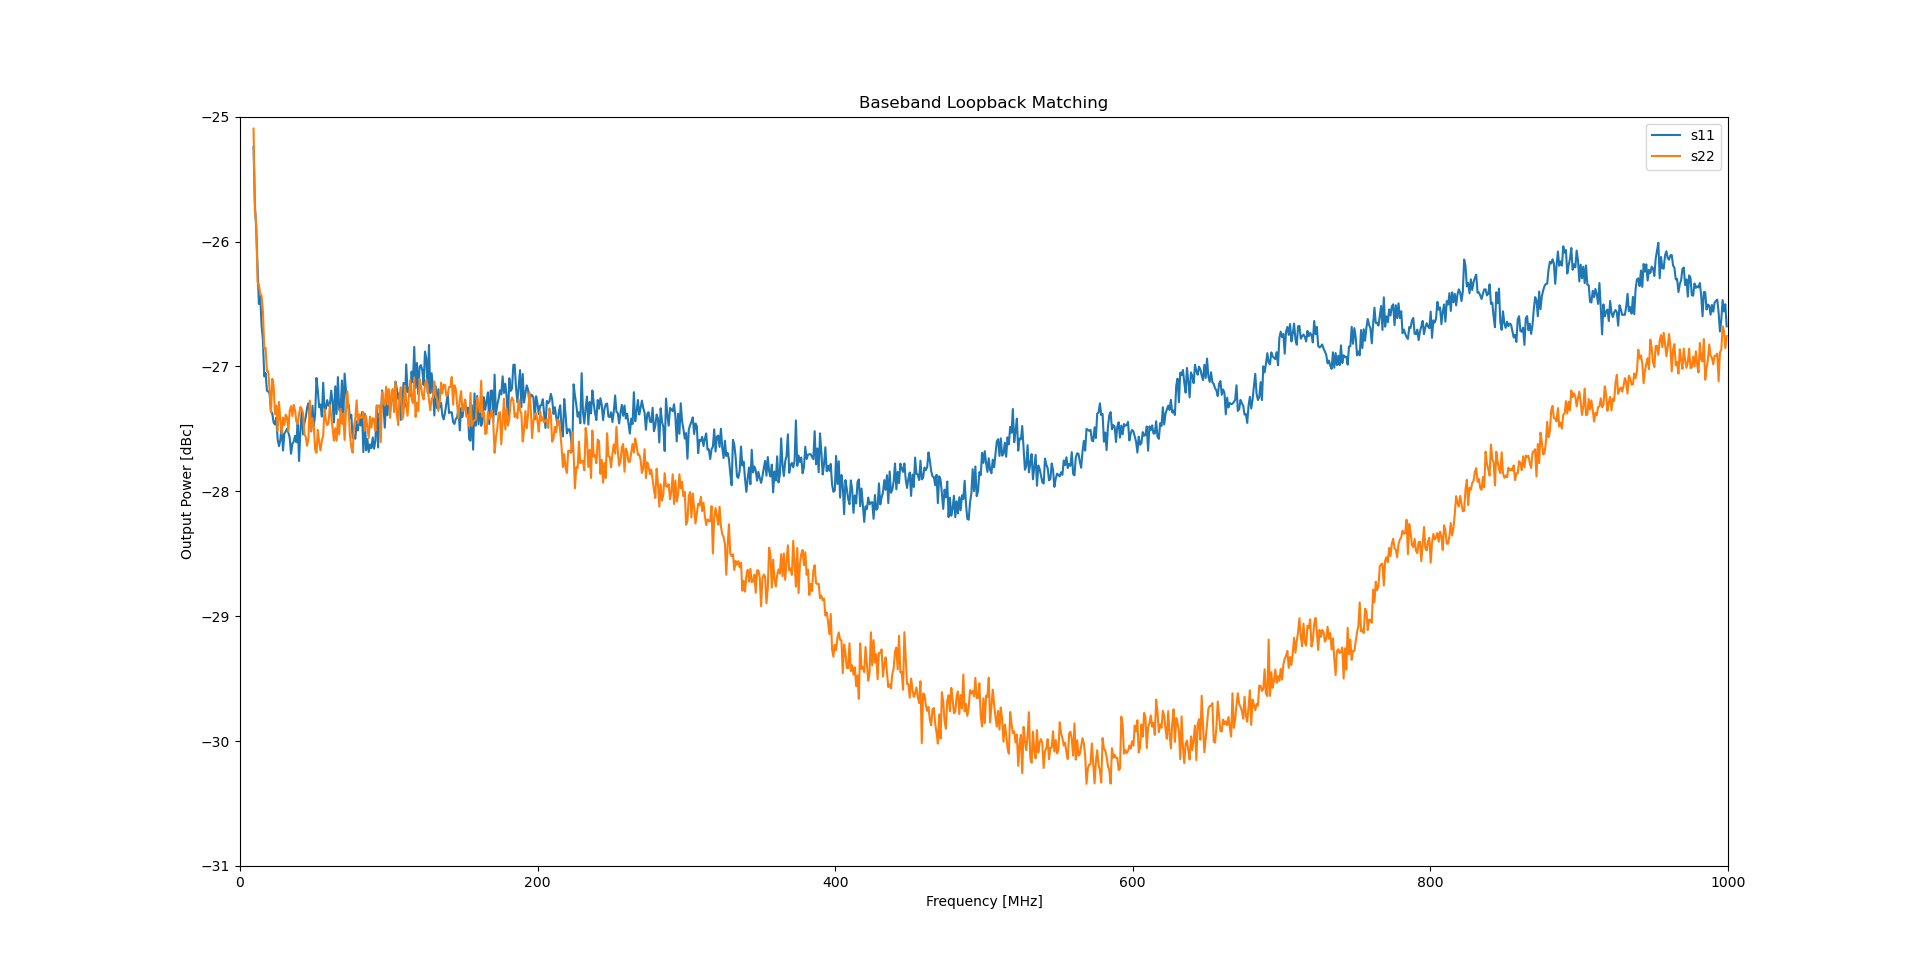 Baseband Loopback Matching
s11
s22
Output Power [dBc]
−25
−26
−27
−28
−29
−30
−31
0 200 400 600 800 1000
Frequency [MHz]